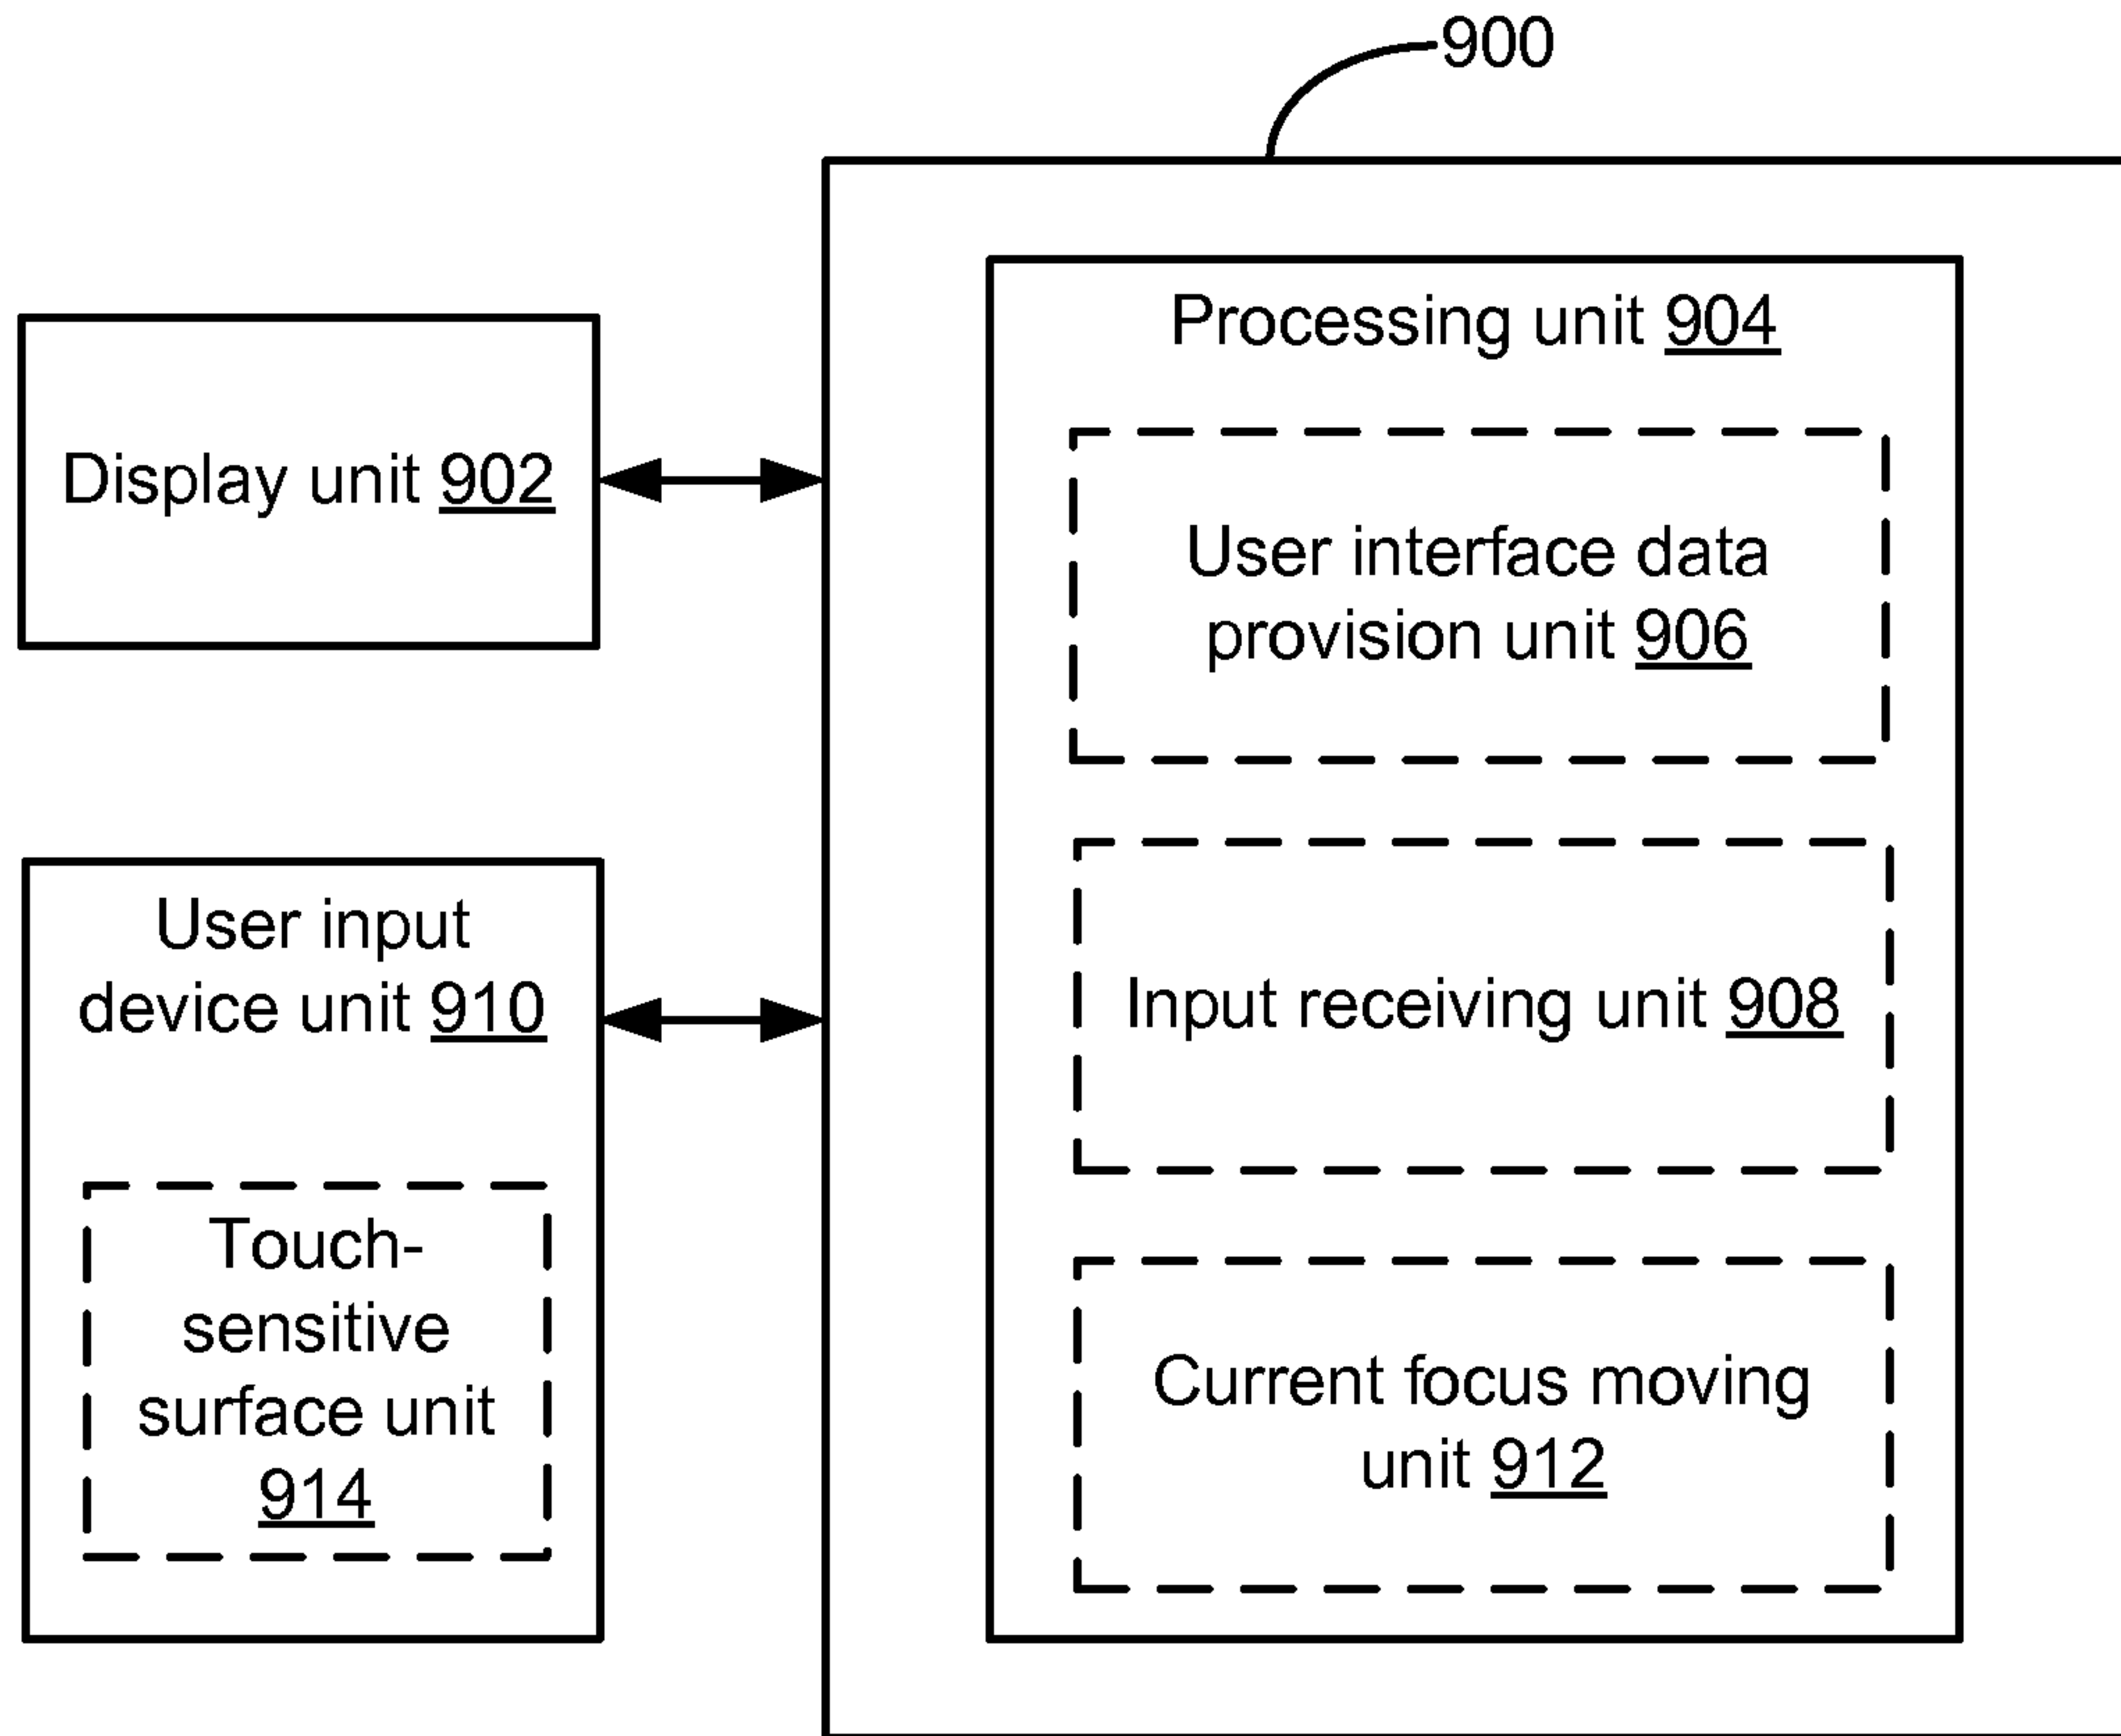 900
Processing unit 904
Display unit 902
User interface data
provision unit 906
User input
device unit 910
Input receiving unit 908
Touch-
sensitive
surface unit
914
Current focus moving
unit 912